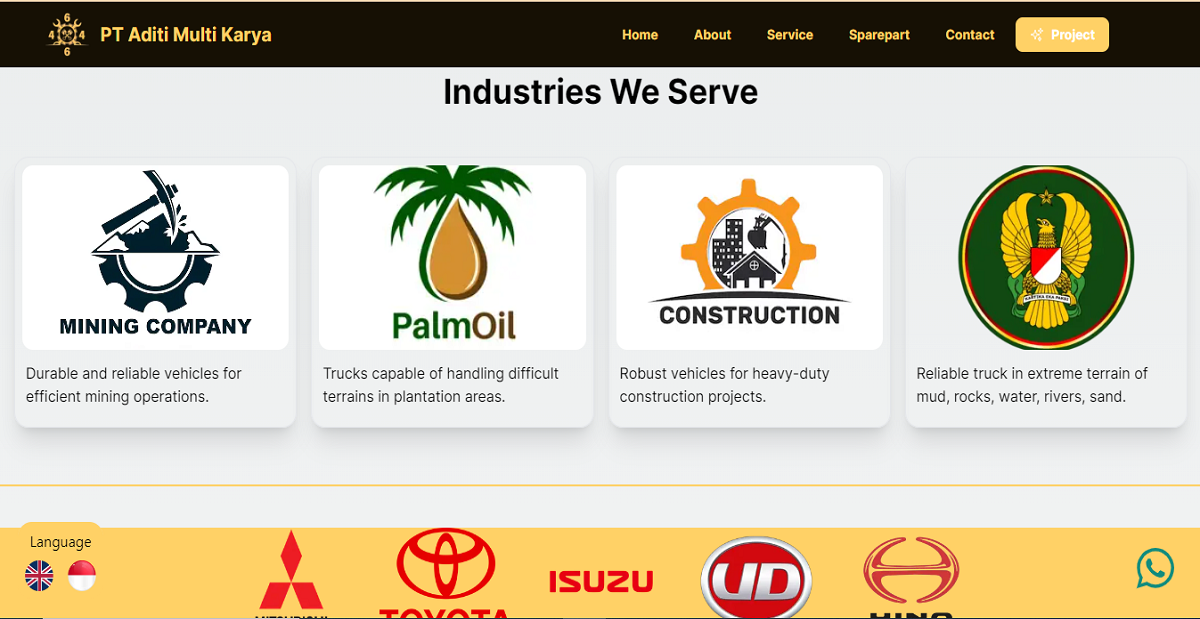 6
4 4
6
PT Aditi Multi Karya
Home
About
Service
Sparepart
Contact
Project
Industries We Serve
MINING COMPANY
Durable and reliable vehicles for
efficient mining operations.
PalmOil
Trucks capable of handling difficult
terrains in plantation areas.
CONSTRUCTION
Robust vehicles for heavy-duty
construction projects.
KARTIKA EKA PAKSI
Reliable truck in extreme terrain of
mud, rocks, water, rivers, sand.
Language
MITSUBISHI
TOYOTA
ISUZU
UD
HINO